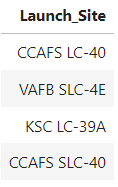 Launch_Site
CCAFS LC-40
VAFB SLC-4E
KSC LC-39A
CCAFS SLC-40